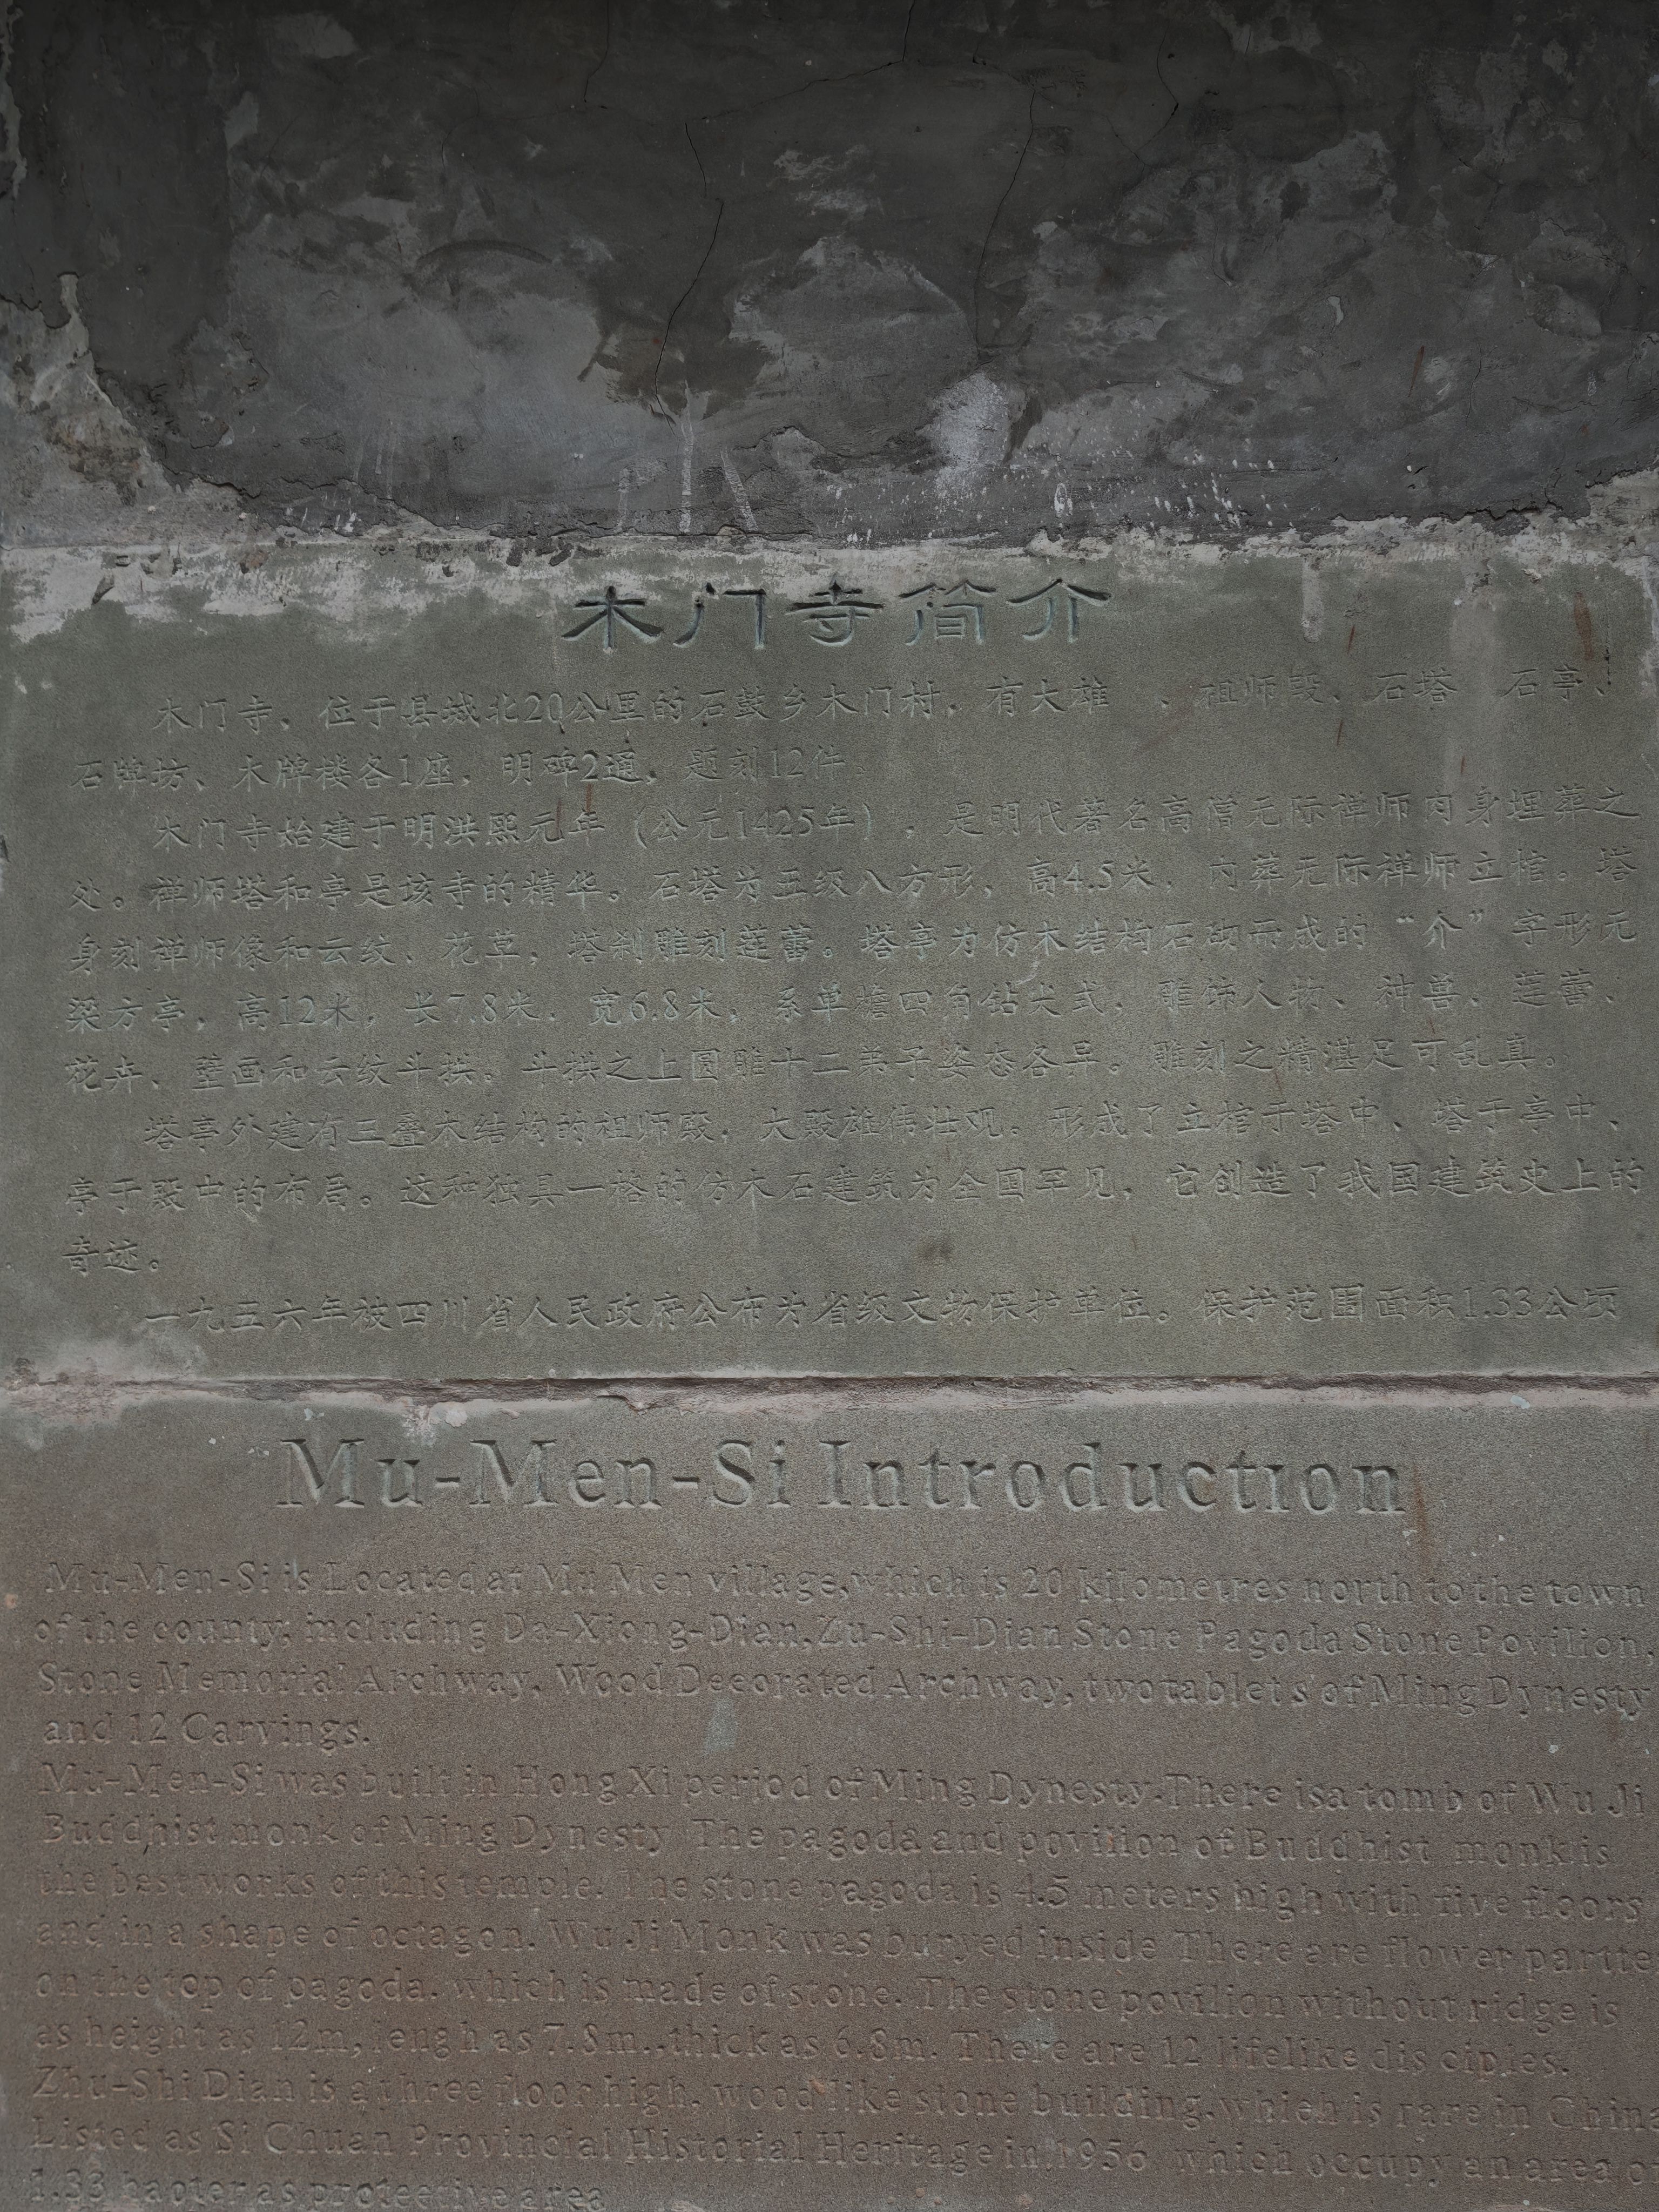 木门寺简介
木门寺、位于县城北20公里的石鼓乡木门村，有大雄 、祖师殿、石塔 石亭、
石牌坊、木牌楼各1座，明碑2通，题刻12件。
木门寺始建于明洪熙元年（公元1425年），是明代著名高僧无际禅师肉身埋葬之
处。禅师塔和亭是该寺的精华。石塔为五级八方形，高4.5米，内葬无际禅师立棺。塔
身刻禅师像和云纹、花草，塔刹雕刻莲蕾。塔亭为仿木结构石砌而成的“介”字形无
梁方亭，高12米，长7.8米，宽6.8米，系单檐四角钻尖式，雕饰人物、神兽、莲蕾、
花卉、壁画和云纹斗拱。斗拱之上圆雕十二弟子姿态各异。雕刻之精湛足可乱真。
塔亭外建有三叠木结构的祖师殿，大殿雄伟壮观。形成了立棺于塔中、塔于亭中、
亭于殿中的布局。这种独具一格的仿木石建筑为全国罕见，它创造了我国建筑史上的
奇迹。
一九五六年被四川省人民政府公布为省级文物保护单位。保护范围面积1.33公顷
Mu-Men-Si Introduction
Mu-Men-Si is Located at Mu Men village, which is 20 kilometres north to the town
of the county, including Da-Xiong-Dian, Zu-Shi-Dian Stone Pagoda Stone Povilion,
Stone Memorial Archway, Wood Deeorated Archway, two tablet s of Ming Dynesty
and 12 Carvings.
Mu-Men-Si was built in Hong Xi period of Ming Dynesty. There is a tomb of Wu Ji
Buddhist monk of Ming Dynesty The pagoda and povilion of Buddhist monk is
the best works of this temple. The stone pagoda is 4.5 meters high with five floors
and in a shape of octagon. Wu Ji Monk was buryed inside There are flower partte
on the top of pagoda. which is made of stone. The stone povilion without ridge is
as height as 12m, lengh as 7.8m., thick as 6.8m. There are 12 lifelike dis ciples.
Zhu-Shi Dian is a three floor high, wood like stone building, which is rare in China
Listed as Si Chuan Provincial Historial Heritage in 1956 which occupy an area of
1.33 hacter as protective area